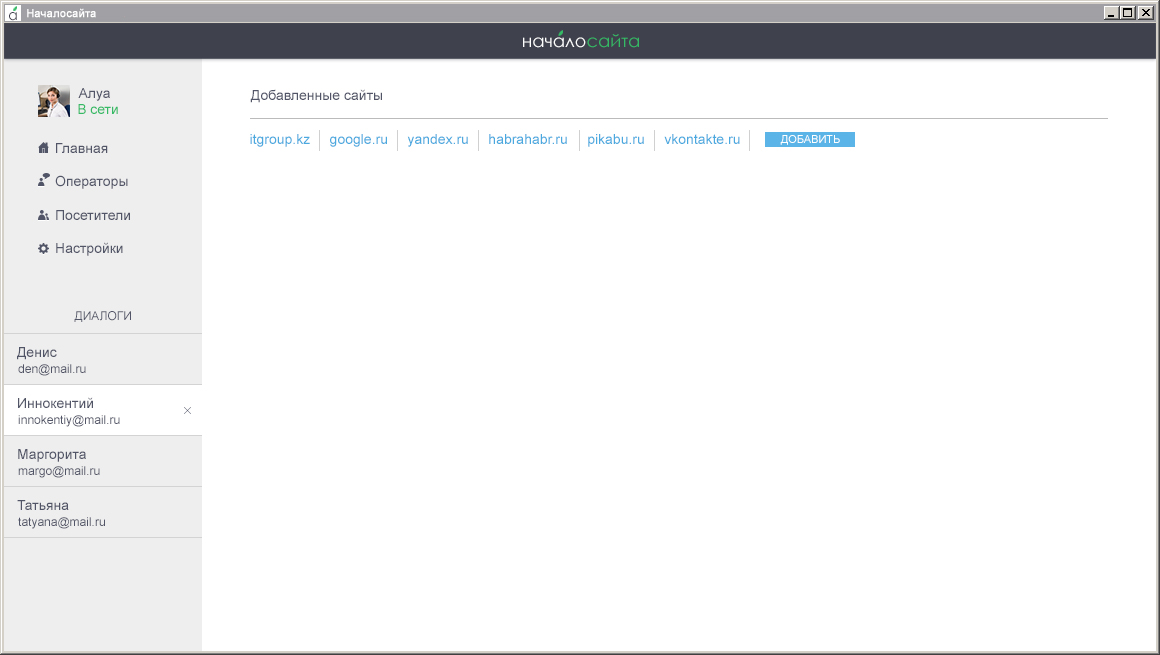 Началосайта
началосайта
Алуа
В сети
Главная
Операторы
Посетители
Настройки
ДИАЛОГИ
Денис
den@mail.ru
Иннокентий
innokentiy@mail.ru
Маргорита
margo@mail.ru
Татьяна
tatyana@mail.ru
Добавленные сайты
itgroup.kz google.ru yandex.ru habrahabr.ru pikabu.ru vkontakte.ru ДОБАВИТЬ